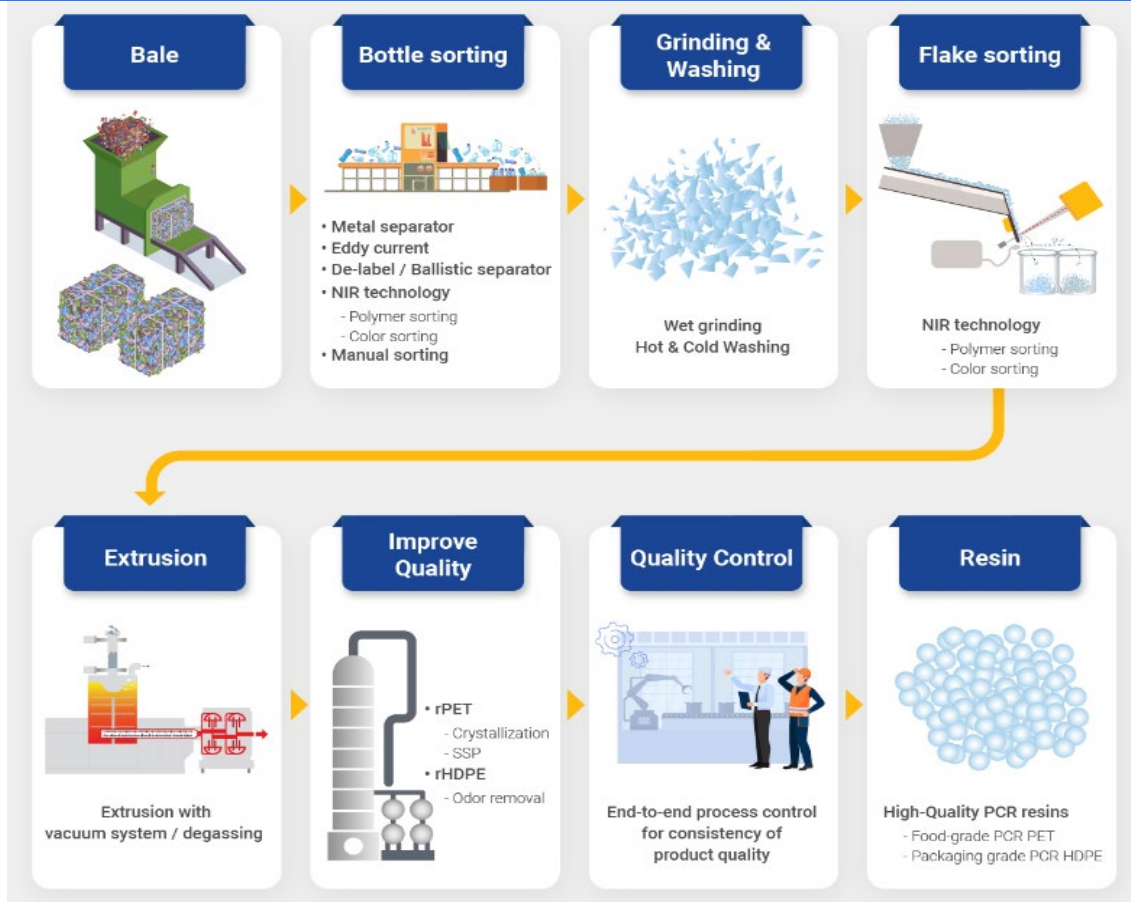 Bale
Bottle sorting
• Metal separator
• Eddy current
• De-label / Ballistic separator
• NIR technology
- Polymer sorting
- Color sorting
• Manual sorting
Grinding &
Washing
Wet grinding
Hot & Cold Washing
Flake sorting
NIR technology
- Polymer sorting
- Color sorting
Extrusion
Extrusion with
vacuum system / degassing
Improve
Quality
• rPET
- Crystallization
- SSP
• rHDPE
- Odor removal
Quality Control
End-to-end process control
for consistency of
product quality
Resin
High-Quality PCR resins
- Food-grade PCR PET
- Packaging grade PCR HDPE